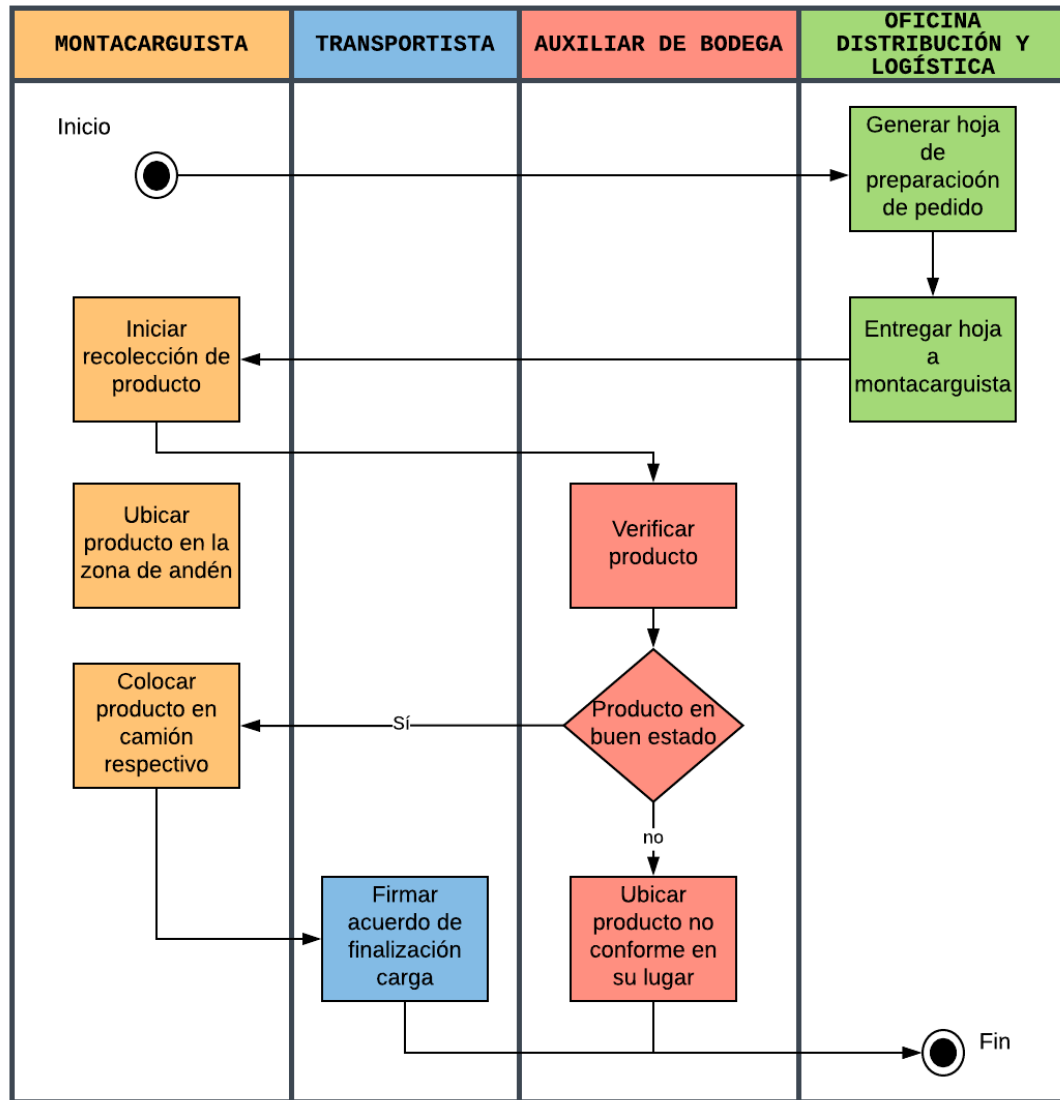 MONTACARGUISTA
TRANSPORTISTA
AUXILIAR DE BODEGA
OFICINA
DISTRIBUCIÓN Y
LOGÍSTICA
Inicio
Generar hoja
de
preparacioón
de pedido
Iniciar
recolección de
producto
Entregar hoja
a
montacarguista
Ubicar
producto en la
zona de andén
Verificar
producto
Colocar
producto en
camión
respectivo
Sí
Producto en
buen estado
no
Firmar
acuerdo de
finalización
carga
Ubicar
producto no
conforme en
su lugar
Fin